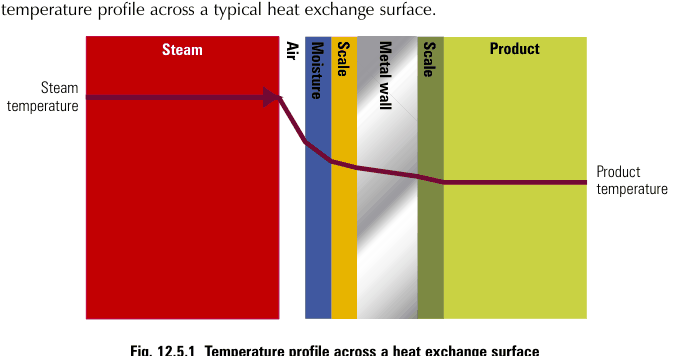 temperature profile across a typical heat exchange surface.
Steam
Air
Moisture
Scale
Metal wall
Scale
Product
Steam
temperature
Product
temperature
Fig. 12.5.1 Temperature profile across a heat exchange surface